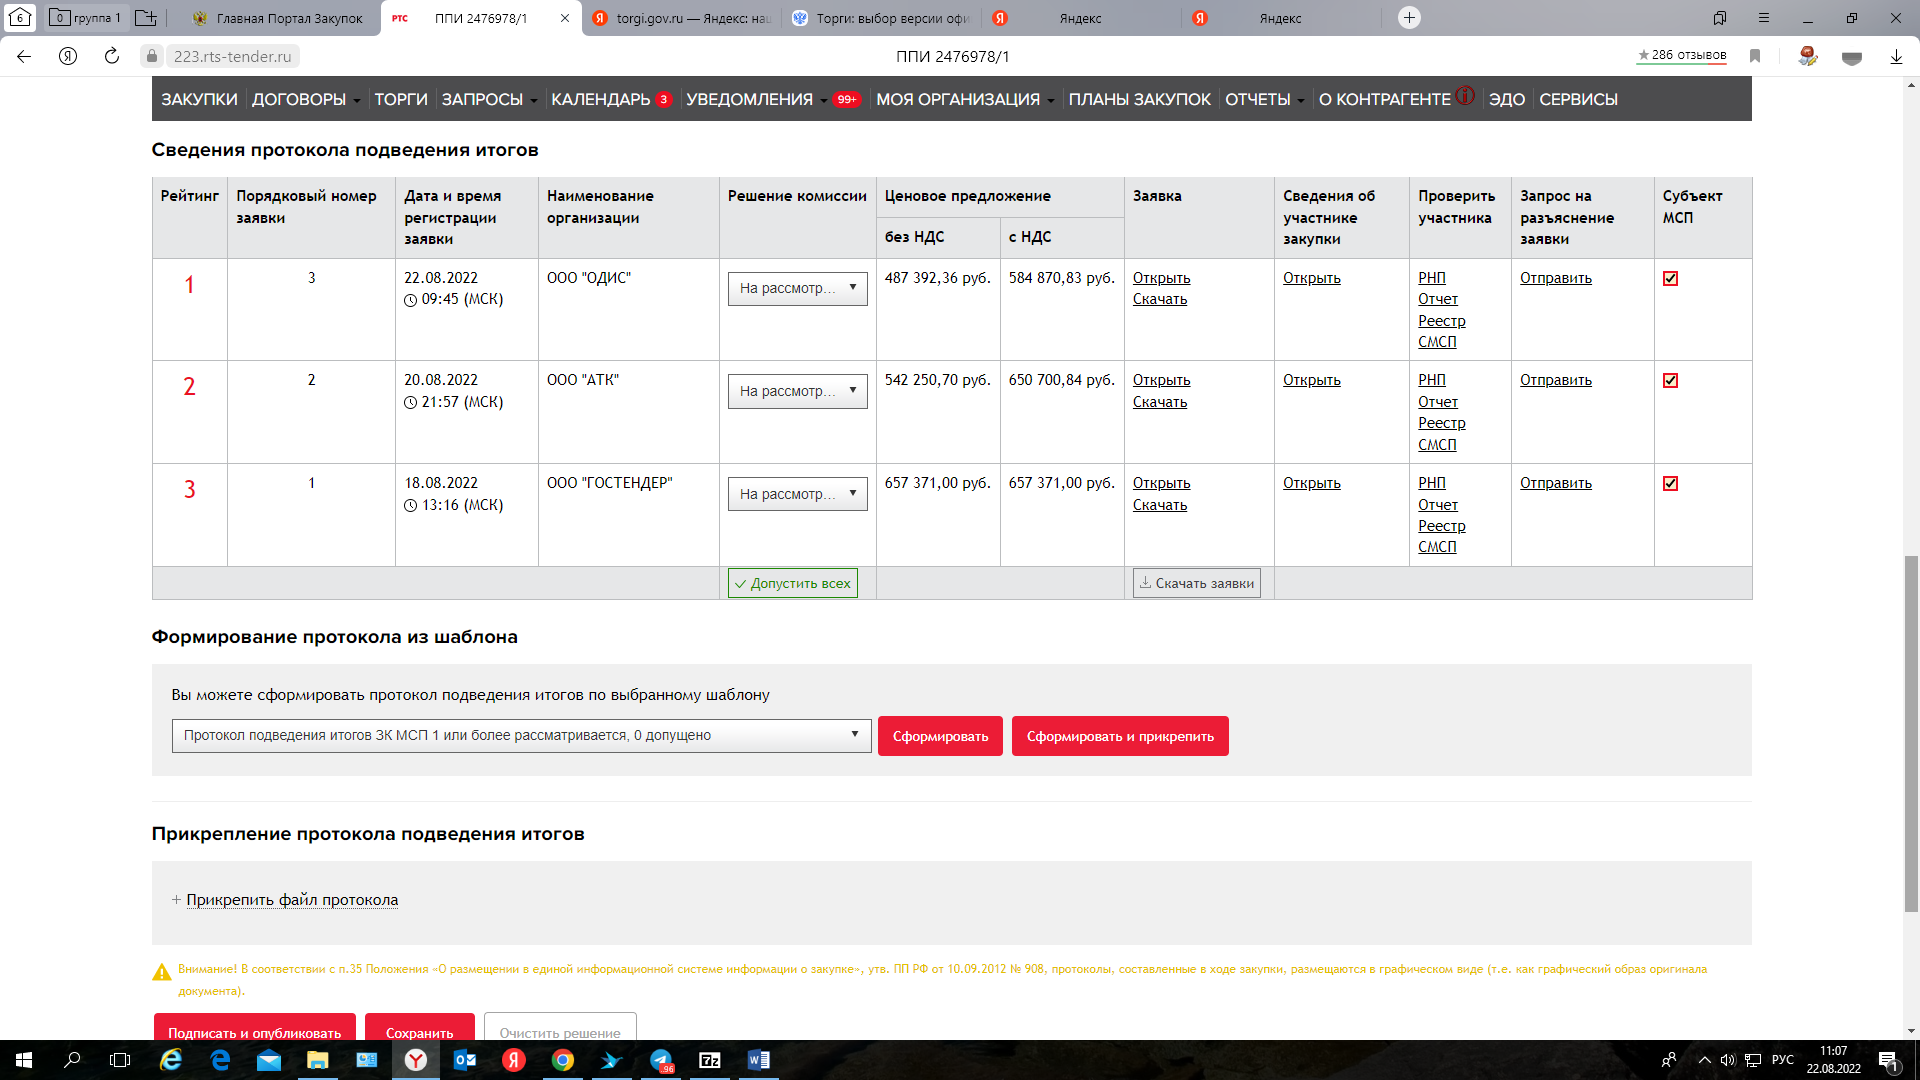 6
0 группа 1
Главная Портал Закупок
РТС ППИ 2476978/1
torgi.gov.ru — Яндекс: на
Торги: выбор версии офи
Яндекс
Яндекс
223.rts-tender.ru
ППИ 2476978/1
286 отзывов
ЗАКУПКИ ДОГОВОРЫ ТОРГИ ЗАПРОСЫ КАЛЕНДАРЬ 3 УВЕДОМЛЕНИЯ 99+ МОЯ ОРГАНИЗАЦИЯ ПЛАНЫ ЗАКУПОК ОТЧЕТЫ О КОНТРАГЕНТЕ ЭДО СЕРВИСЫ
Сведения протокола подведения итогов
Рейтинг
Порядковый номер
заявки
Дата и время
регистрации
заявки
Наименование
организации
Решение комиссии
Ценовое предложение
без НДС
с НДС
Заявка
Сведения об
участнике
закупки
Проверить
участника
Запрос на
разъяснение
заявки
Субъект
МСП
1
3
22.08.2022
09:45 (МСК)
ООО "ОДИС"
На рассмотр...
487 392,36 руб.
584 870,83 руб.
Открыть
Скачать
Открыть
РНП
Отчет
Реестр
СМСП
Отправить
2
2
20.08.2022
21:57 (МСК)
ООО "АТК"
На рассмотр...
542 250,70 руб.
650 700,84 руб.
Открыть
Скачать
Открыть
РНП
Отчет
Реестр
СМСП
Отправить
3
1
18.08.2022
13:16 (МСК)
ООО "ГОСТЕНДЕР"
На рассмотр...
657 371,00 руб.
657 371,00 руб.
Открыть
Скачать
Открыть
РНП
Отчет
Реестр
СМСП
Отправить
Допустить всех
Скачать заявки
Формирование протокола из шаблона
Вы можете сформировать протокол подведения итогов по выбранному шаблону
Протокол подведения итогов ЗК МСП 1 или более рассматривается, 0 допущено
Сформировать
Сформировать и прикрепить
Прикрепление протокола подведения итогов
+ Прикрепить файл протокола
Внимание! В соответствии с п.35 Положения «О размещении в единой информационной системе информации о закупке», утв. ПП РФ от 10.09.2012 № 908, протоколы, составленные в ходе закупки, размещаются в графическом виде (т.е. как графический образ оригинала
документа).
Подписать и опубликовать
Сохранить
Очистить решение
.96
РУС
11:07
22.08.2022
1